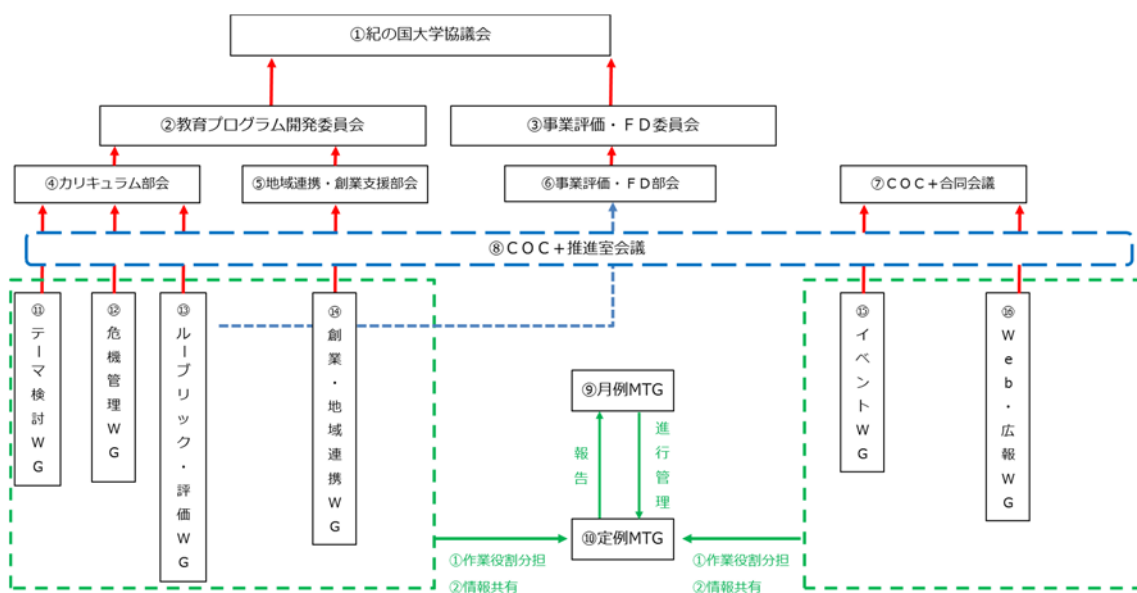 ①紀の国大学協議会
②教育プログラム開発委員会
③事業評価・ＦＤ委員会
④カリキュラム部会
⑤地域連携・創業支援部会
⑥事業評価・ＦＤ部会
⑦ＣＯＣ＋合同会議
⑧ＣＯＣ＋推進室会議
⑪テーマ検討ＷＧ
⑫危機管理ＷＧ
⑬ルーブリック・評価ＷＧ
⑭創業・地域連携ＷＧ
⑮イベントＷＧ
⑯Ｗｅｂ・広報ＷＧ
⑨月例MTG
報告
進行管理
⑩定例MTG
①作業役割分担
②情報共有
①作業役割分担
②情報共有